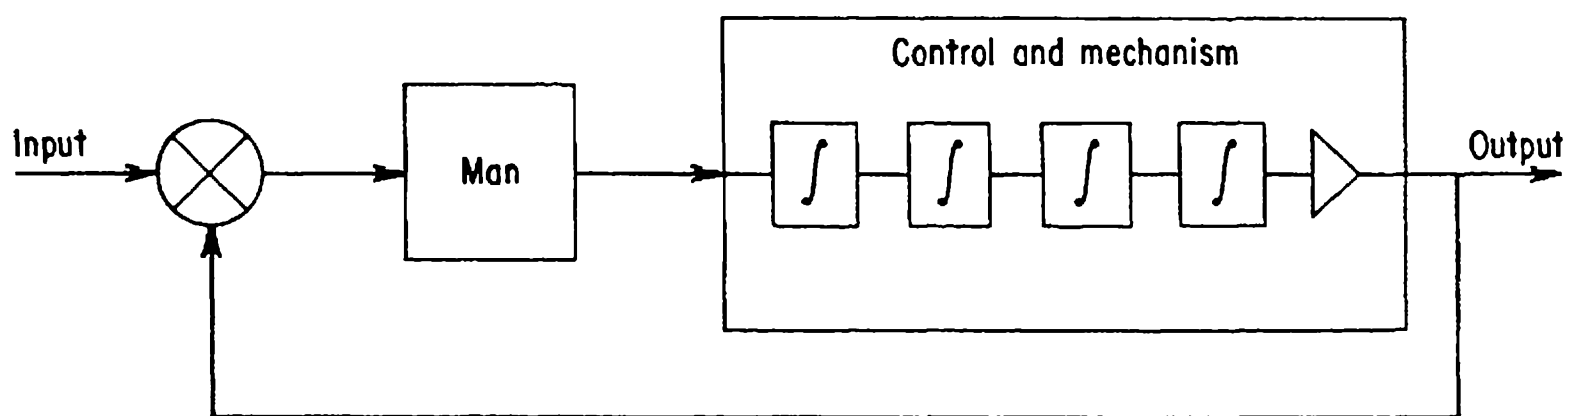 Control and mechanism
Input
Man
∫ ∫ ∫ ∫
Output